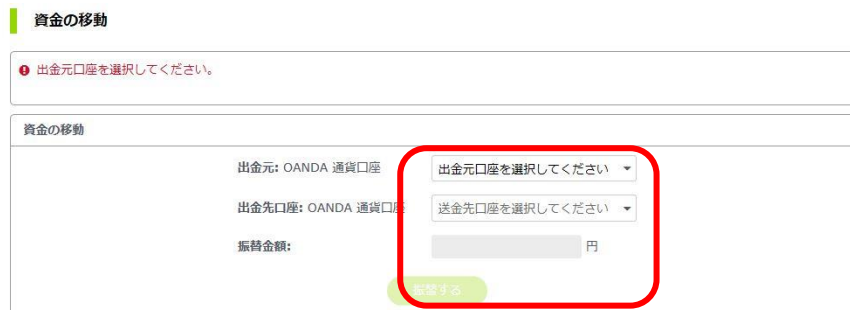 資金の移動
出金元口座を選択してください。
資金の移動
出金元: OANDA 通貨口座 出金元口座を選択してください
出金先口座: OANDA 通貨口座 送金先口座を選択してください
振替金額: 円
振替する